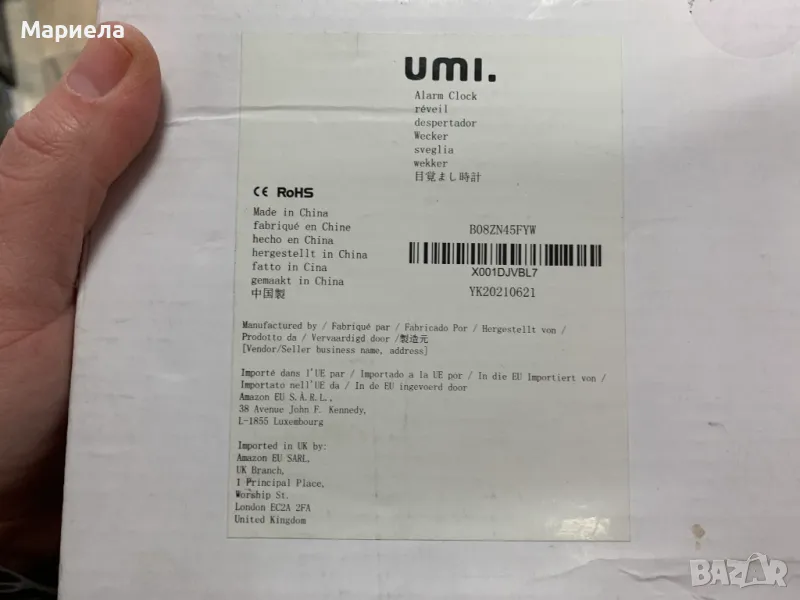 Мариела
umi.
Alarm Clock
réveil
despertador
Wecker
sveglia
wekker
目覚まし時計
CE RoHS
Made in China
fabriqué en Chine
hecho en China
hergestellt in China
fatto in Cina
gemaakt in China
中国製
B08ZN45FYW
X001DJVBL7
YK20210621
Manufactured by / Fabriqué par / Fabricado Por / Hergestellt von /
Prodotto da / Vervaardigd door /製造元
[Vendor/Seller business name, address]
Importé dans l'UE par / Importado a la UE por / In die EU Importiert von /
Importato nell'UE da / In de EU ingevoerd door
Amazon EU S.À.R.L.,
38 Avenue John F. Kennedy,
L-1855 Luxembourg
Imported in UK by:
Amazon EU SARL,
UK Branch,
1 Principal Place,
Worship St.
London EC2A 2FA
United Kingdom
BAZAR